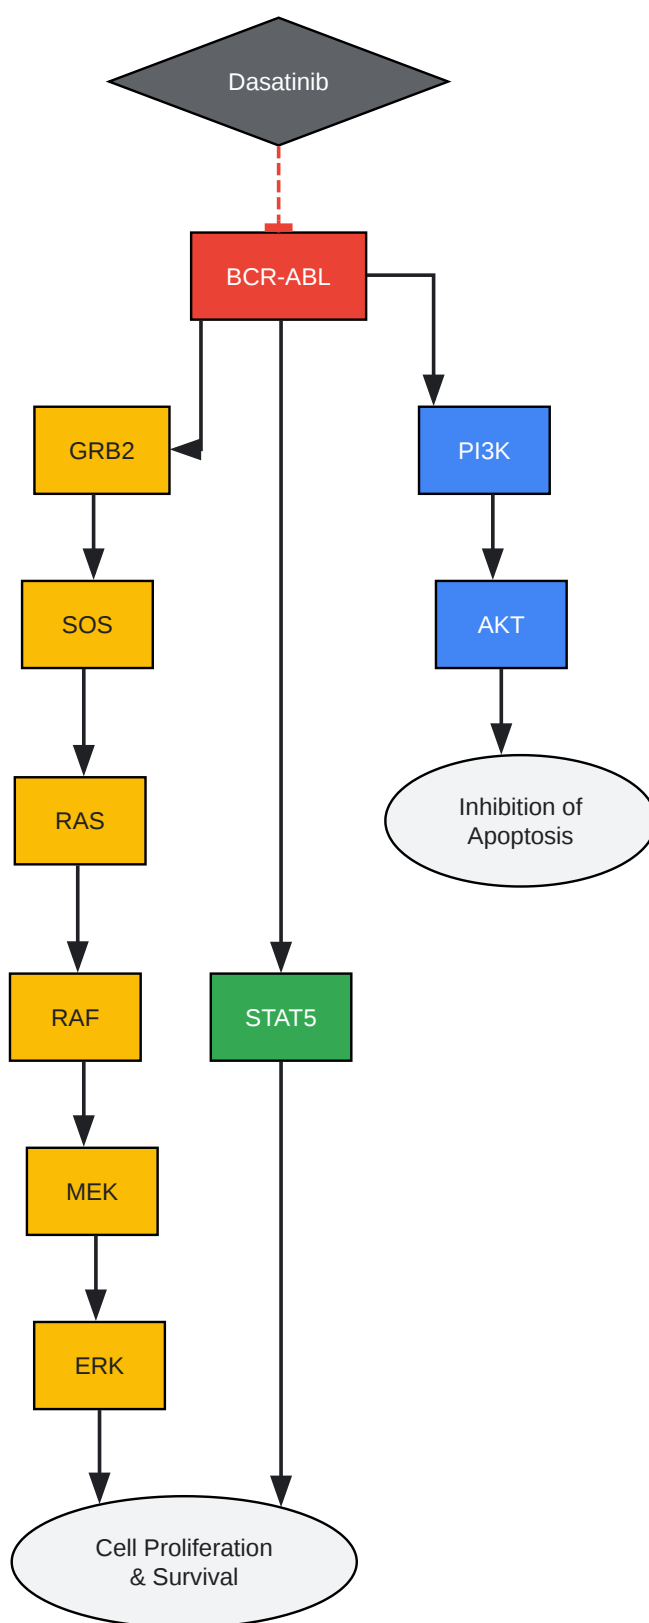 Dasatinib
BCR-ABL
GRB2
PI3K
SOS
AKT
RAS
Inhibition of
Apoptosis
RAF
STAT5
MEK
ERK
Cell Proliferation
& Survival